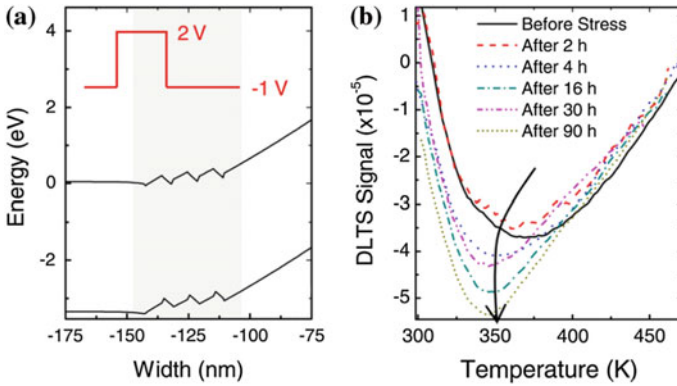 (a)
2 V
-1 V
Energy (eV)
6
4
2
0
-2
-175
-150
-125
-100
-75
Width (nm)
(b)
Before Stress
After 2 h
After 4 h
After 16 h
After 30 h
After 90 h
DLTS Signal (x10⁻⁵)
1
0
-1
-2
-3
-4
-5
300
350
400
450
Temperature (K)